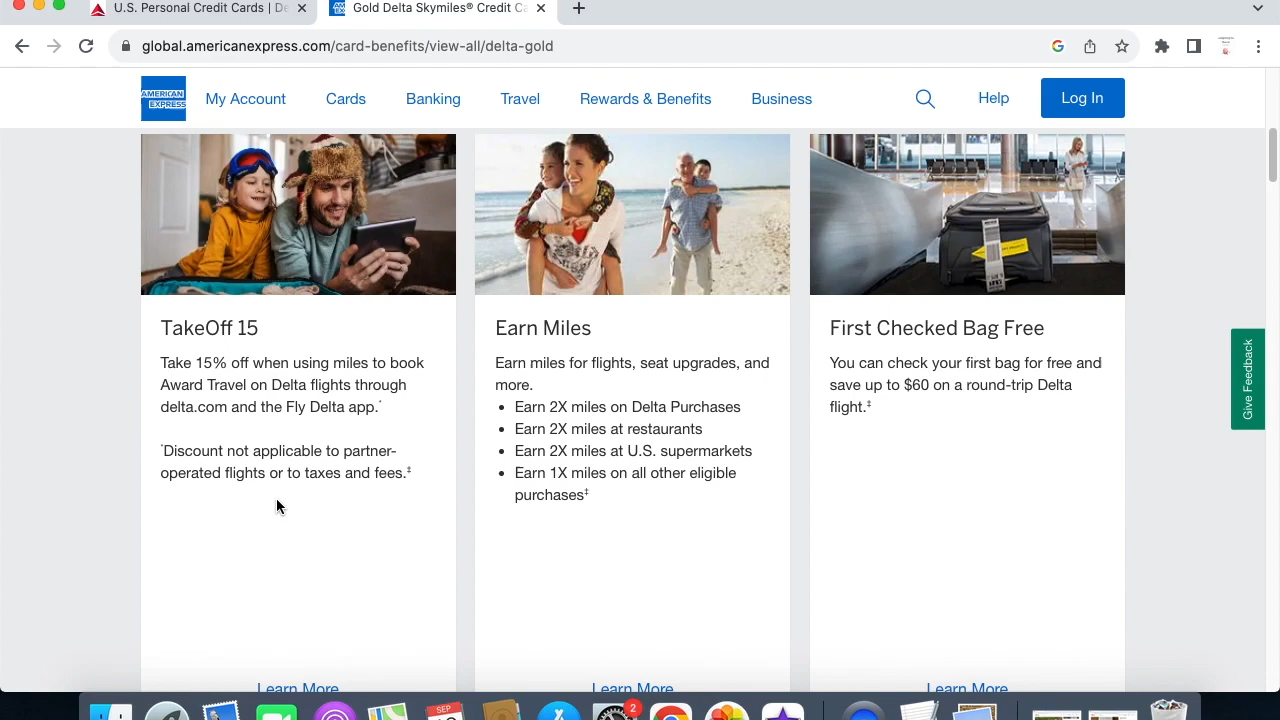 U.S. Personal Credit Cards | De
Gold Delta Skymiles® Credit Ca
global.americanexpress.com/card-benefits/view-all/delta-gold
AMERICAN
EXPRESS
My Account
Cards
Banking
Travel
Rewards & Benefits
Business
Help
Log In
TakeOff 15
Take 15% off when using miles to book
Award Travel on Delta flights through
delta.com and the Fly Delta app.*
*Discount not applicable to partner-
operated flights or to taxes and fees.‡
Learn More
Earn Miles
Earn miles for flights, seat upgrades, and
more.
• Earn 2X miles on Delta Purchases
• Earn 2X miles at restaurants
• Earn 2X miles at U.S. supermarkets
• Earn 1X miles on all other eligible
purchases‡
Learn More
First Checked Bag Free
You can check your first bag for free and
save up to $60 on a round-trip Delta
flight.‡
Learn More
Give Feedback
SEP
2